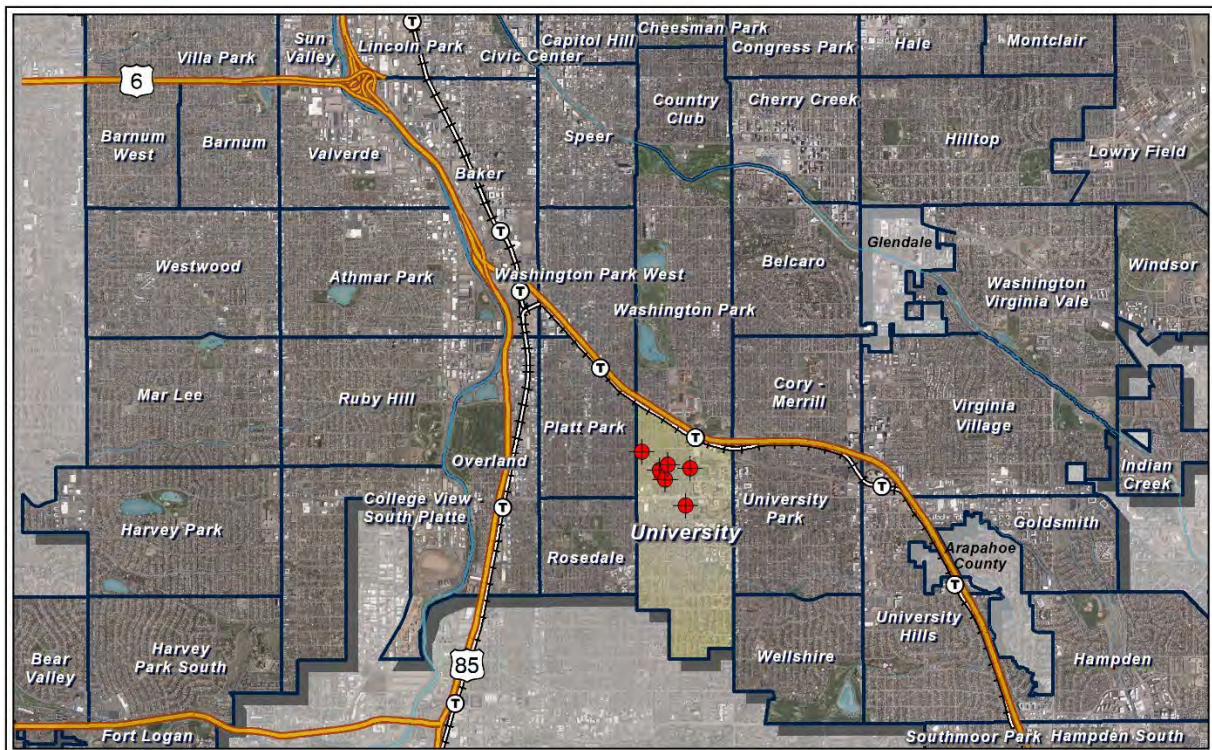 Cheesman Park
Sun
Valley
Lincoln Park
Capitol Hill
Civic Center
Congress Park
Hale
Montclair
Villa Park
6
Country
Club
Cherry Creek
Barnum
West
Barnum
Valverde
Speer
Hilltop
Lowry Field
Baker
T
T
Glendale
Westwood
Athmar Park
Washington Park West
Belcaro
Windsor
Washington
Virginia Vale
T
Washington Park
Mar Lee
Ruby Hill
T
Cory -
Merrill
Virginia
Village
Platt Park
T
Overland
Indian
Creek
T
College View -
South Platte
T
University
Park
Goldsmith
Harvey Park
University
Rosedale
Arapahoe
County
T
University
Hills
Bear
Valley
Harvey
Park South
85
Wellshire
Hampden
T
Fort Logan
Southmoor Park
Hampden South